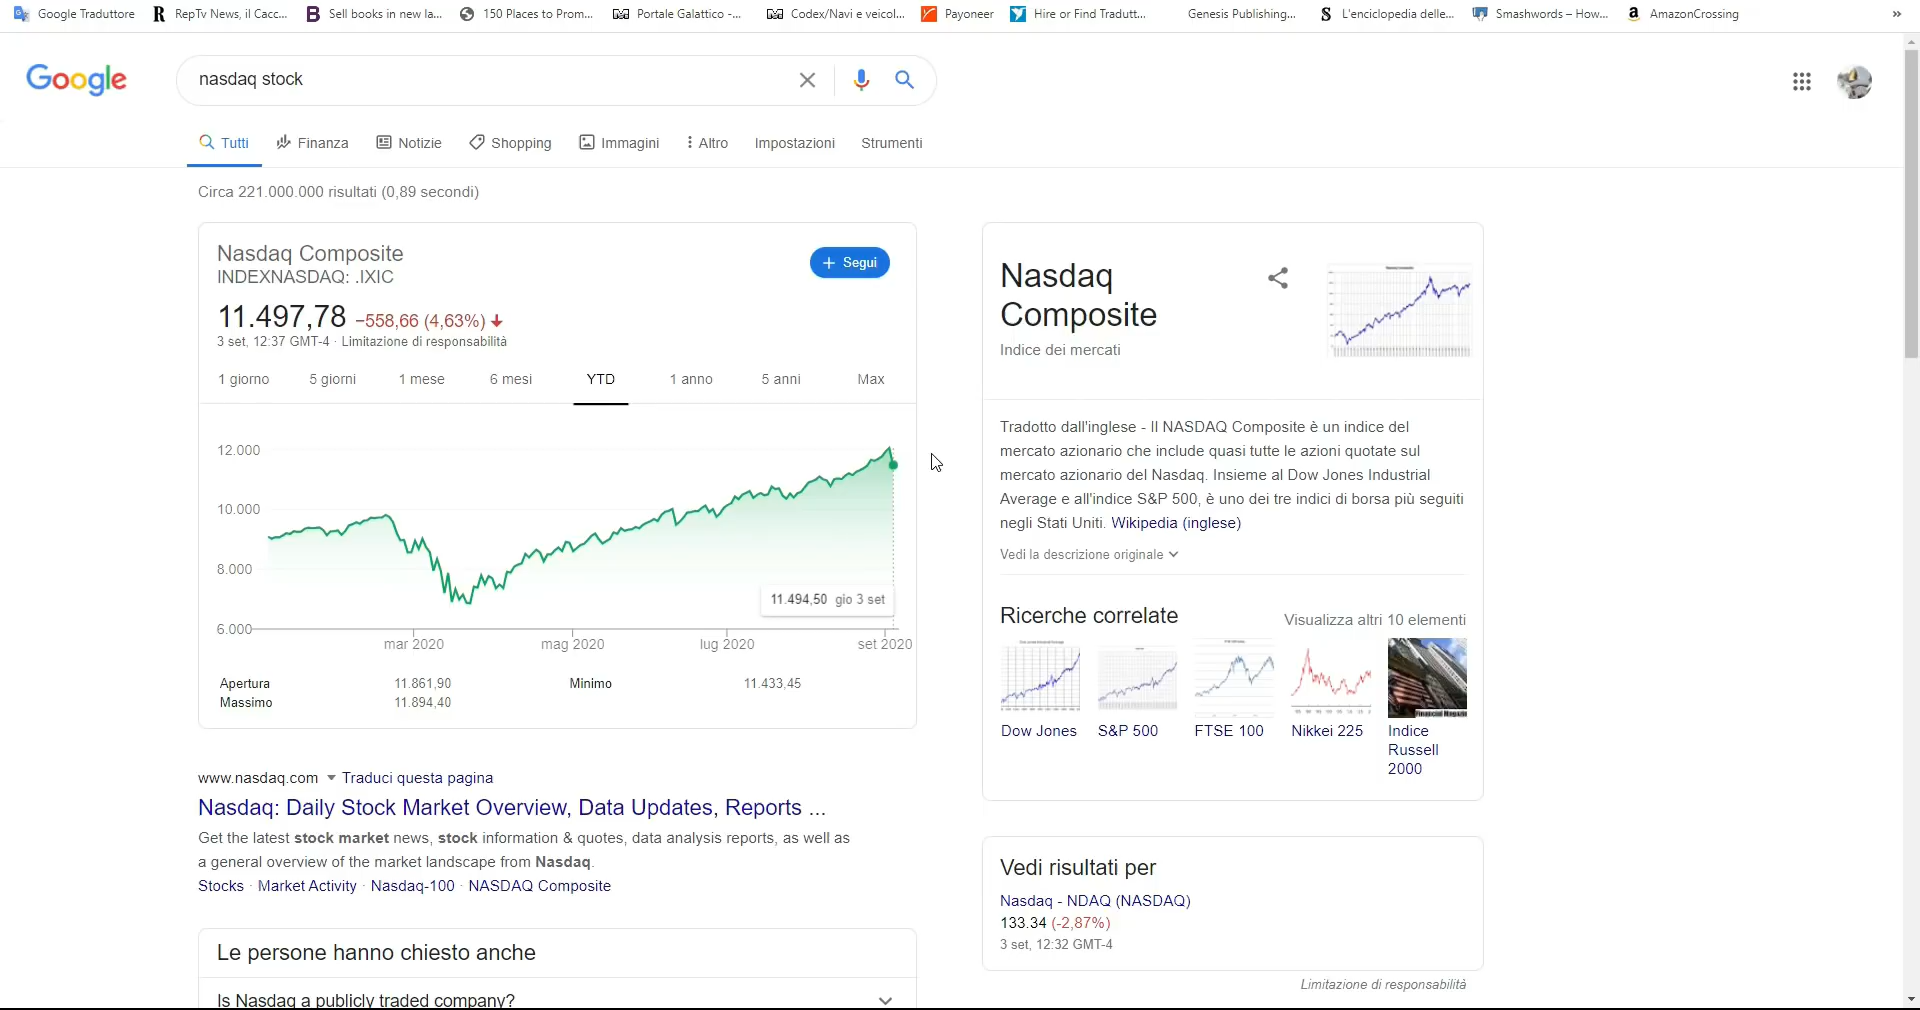 Google Traduttore
RepTv News, il Cacc...
Sell books in new la...
150 Places to Prom...
Portale Galattico -...
Codex/Navi e veicol...
Payoneer
Hire or Find Tradutt...
Genesis Publishing...
L'enciclopedia delle...
Smashwords – How...
AmazonCrossing
»
Google
nasdaq stock
Tutti
Finanza
Notizie
Shopping
Immagini
Altro
Impostazioni
Strumenti
Circa 221.000.000 risultati (0,89 secondi)
Nasdaq Composite
INDEXNASDAQ: .IXIC
+ Segui
11.497,78 −558,66 (4,63%)
3 set, 12:37 GMT-4 · Limitazione di responsabilità
1 giorno
5 giorni
1 mese
6 mesi
YTD
1 anno
5 anni
Max
12.000
10.000
8.000
6.000
11.494,50 gio 3 set
mar 2020
mag 2020
lug 2020
set 2020
Apertura 11.861,90
Massimo 11.894,40
Minimo 11.433,45
www.nasdaq.com Traduci questa pagina
Nasdaq: Daily Stock Market Overview, Data Updates, Reports ...
Get the latest stock market news, stock information & quotes, data analysis reports, as well as
a general overview of the market landscape from Nasdaq.
Stocks · Market Activity · Nasdaq-100 · NASDAQ Composite
Le persone hanno chiesto anche
Is Nasdaq a publicly traded company?
Nasdaq
Composite
Indice dei mercati
Tradotto dall'inglese - Il NASDAQ Composite è un indice del
mercato azionario che include quasi tutte le azioni quotate sul
mercato azionario del Nasdaq. Insieme al Dow Jones Industrial
Average e all'indice S&P 500, è uno dei tre indici di borsa più seguiti
negli Stati Uniti. Wikipedia (inglese)
Vedi la descrizione originale
Ricerche correlate
Visualizza altri 10 elementi
Dow Jones
S&P 500
FTSE 100
Nikkei 225
Indice
Russell
2000
Vedi risultati per
Nasdaq - NDAQ (NASDAQ)
133.34 (-2,87%)
3 set, 12:32 GMT-4
Limitazione di responsabilità